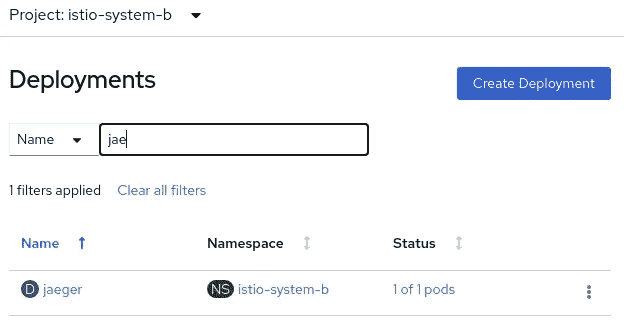 Project: istio-system-b
Deployments
Create Deployment
Name jae
1 filters applied Clear all filters
Name Namespace Status
D jaeger NS istio-system-b 1 of 1 pods